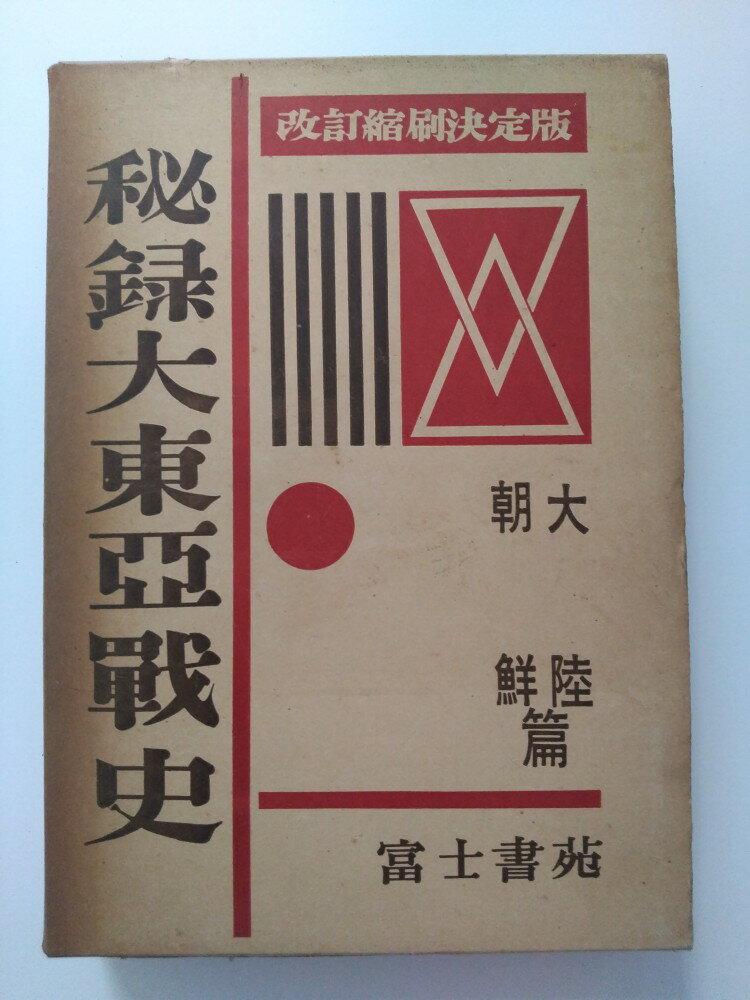 改訂縮刷決定版
秘録大東亞戰史
大陸
朝鮮
篇
富士書苑